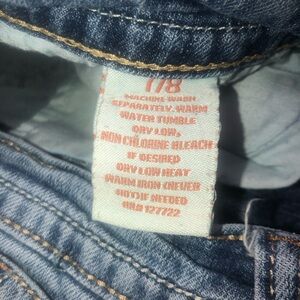 7/8
MACHINE WASH
SEPARATELY. WARM
WATER TUMBLE
DRY LOW.
NON CHLORINE BLEACH
IF DESIRED
DRY LOW HEAT
WARM IRON (NEVER
HOT) IF NEEDED
RN# 127722